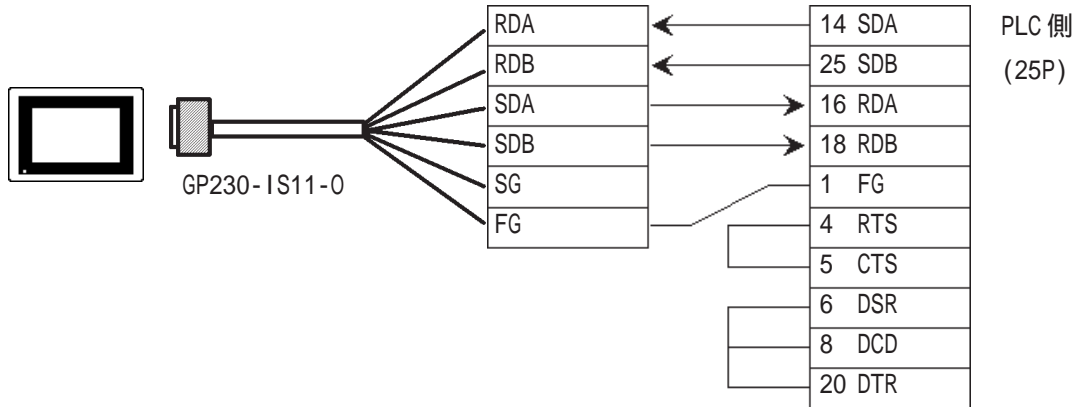 RDA
RDB
SDA
SDB
SG
FG
GP230-IS11-O
14 SDA
25 SDB
16 RDA
18 RDB
1 FG
4 RTS
5 CTS
6 DSR
8 DCD
20 DTR
PLC 側
(25P)